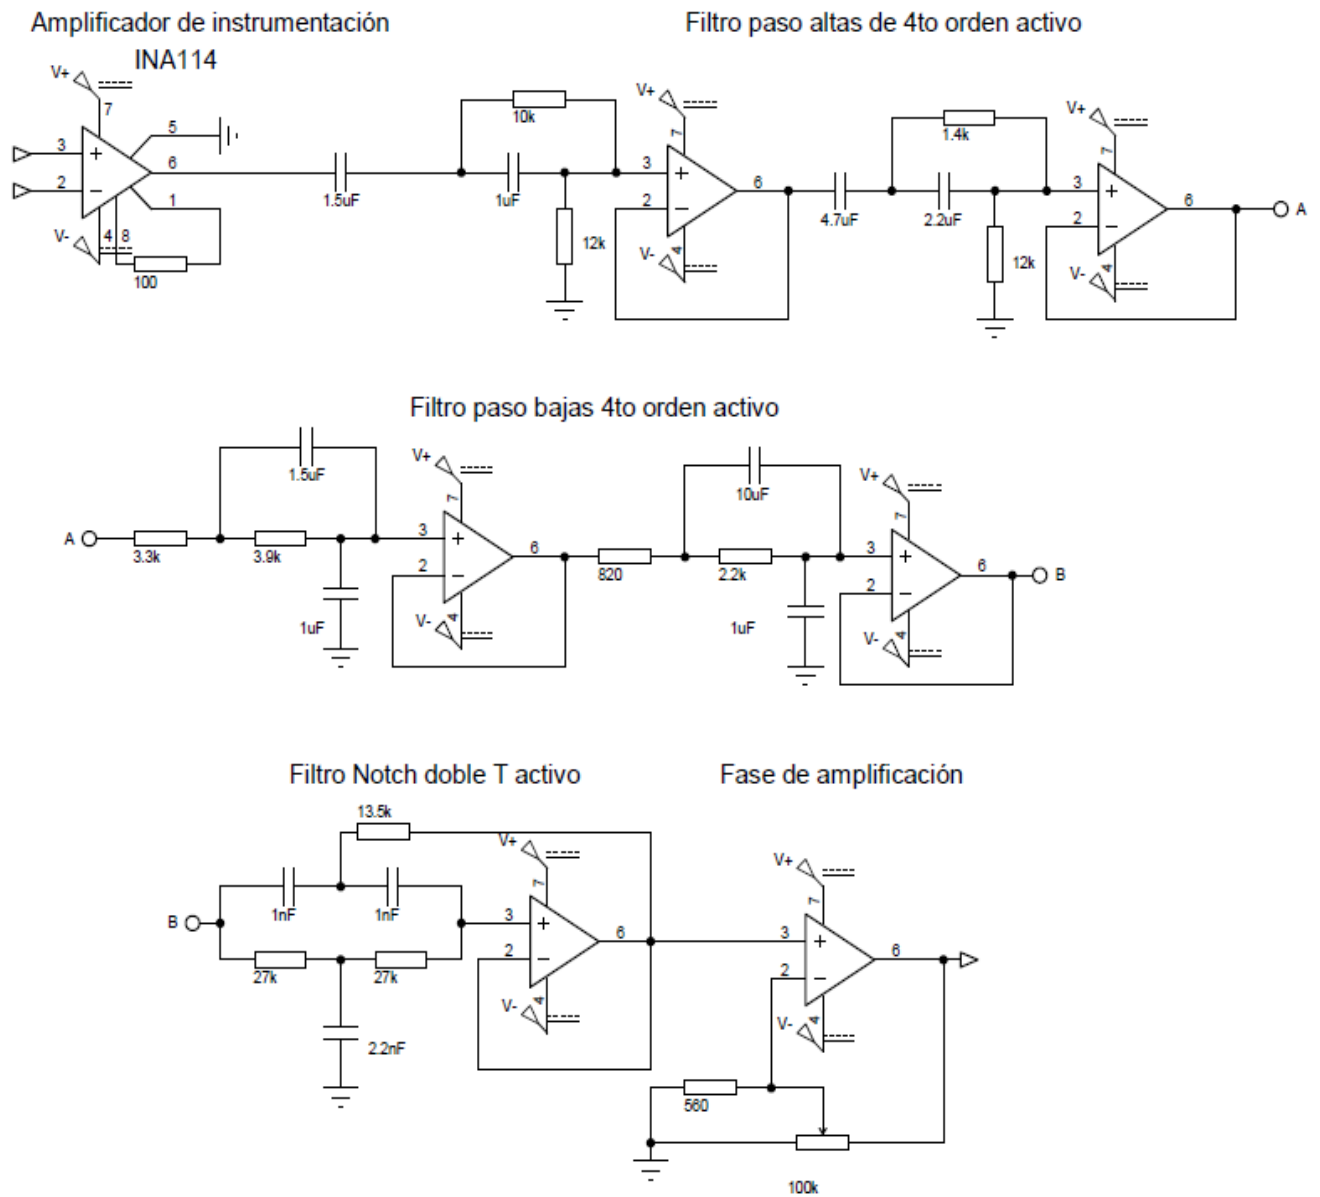 Amplificador de instrumentación
INA114
Filtro paso altas de 4to orden activo
V+
7
3
2
5
6
1
V-
4
8
100
1.5uF
10k
1uF
12k
V+
7
3
2
6
V-
4
4.7uF
1.4k
2.2uF
12k
V+
7
3
2
6
V-
4
A
Filtro paso bajas 4to orden activo
A
3.3k
1.5uF
3.9k
1uF
V+
7
3
2
6
V-
4
820
10uF
2.2k
1uF
V+
7
3
2
6
V-
4
B
Filtro Notch doble T activo
Fase de amplificación
13.5k
B
1nF
1nF
27k
27k
2.2nF
V+
7
3
2
6
V-
4
V+
7
3
2
6
V-
4
560
100k